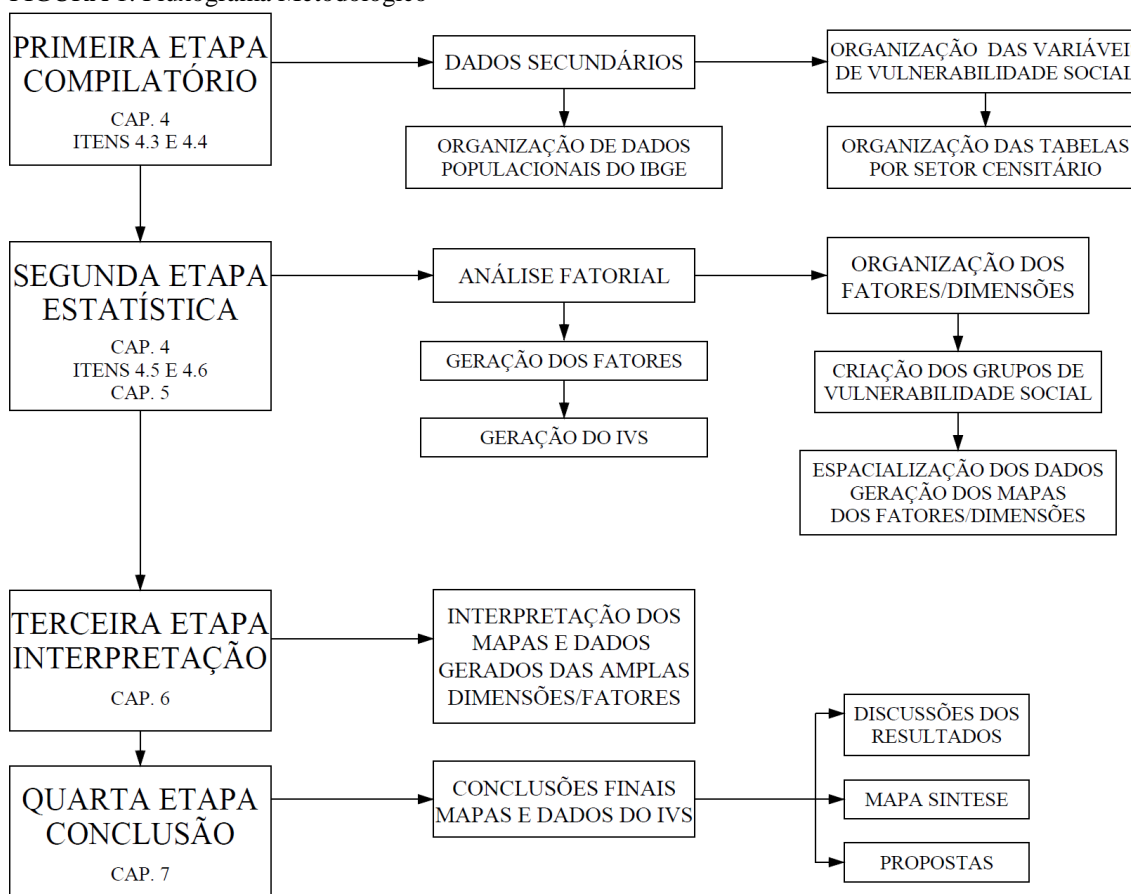 FIGURA 1: Fluxograma Metodológico
PRIMEIRA ETAPA
COMPILATÓRIO
CAP. 4
ITENS 4.3 E 4.4
DADOS SECUNDÁRIOS
ORGANIZAÇÃO DAS VARIÁVEI
DE VULNERABILIDADE SOCIAL
ORGANIZAÇÃO DE DADOS
POPULACIONAIS DO IBGE
ORGANIZAÇÃO DAS TABELAS
POR SETOR CENSITÁRIO
SEGUNDA ETAPA
ESTATÍSTICA
CAP. 4
ITENS 4.5 E 4.6
CAP. 5
ANÁLISE FATORIAL
ORGANIZAÇÃO DOS
FATORES/DIMENSÕES
GERAÇÃO DOS FATORES
CRIAÇÃO DOS GRUPOS DE
VULNERABILIDADE SOCIAL
GERAÇÃO DO IVS
ESPACIALIZAÇÃO DOS DADOS
GERAÇÃO DOS MAPAS
DOS FATORES/DIMENSÕES
TERCEIRA ETAPA
INTERPRETAÇÃO
CAP. 6
INTERPRETAÇÃO DOS
MAPAS E DADOS
GERADOS DAS AMPLAS
DIMENSÕES/FATORES
QUARTA ETAPA
CONCLUSÃO
CAP. 7
CONCLUSÕES FINAIS
MAPAS E DADOS DO IVS
DISCUSSÕES DOS
RESULTADOS
MAPA SINTESE
PROPOSTAS